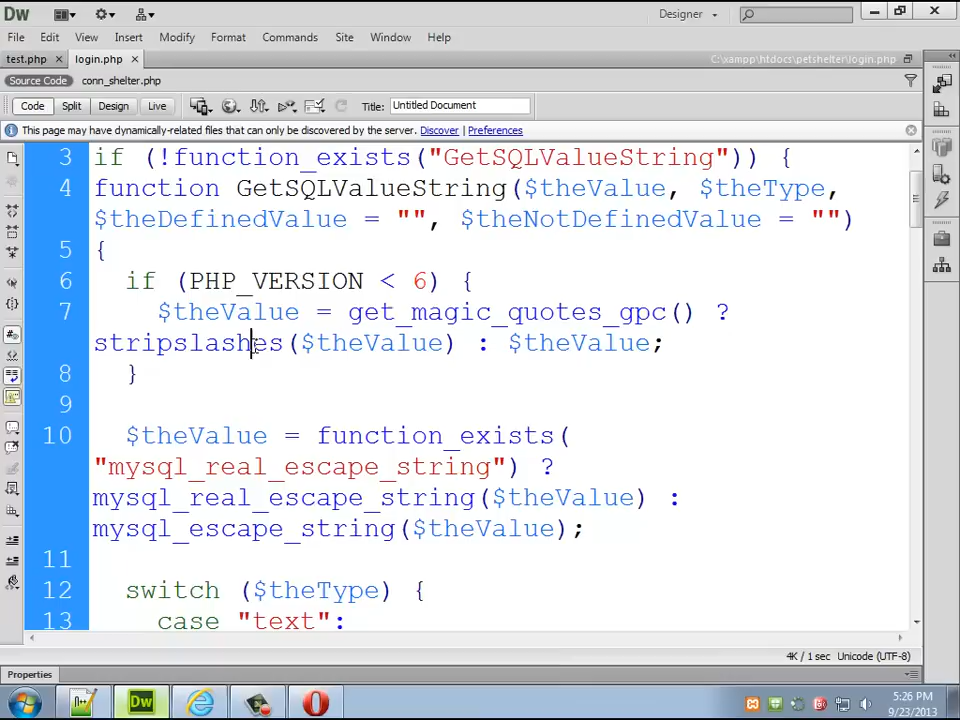 Dw
Designer
File Edit View Insert Modify Format Commands Site Window Help
test.php × login.php ×
C:\xampp\htdocs\petshelter\login.php
Source Code conn_shelter.php
Code Split Design Live Title: Untitled Document
This page may have dynamically-related files that can only be discovered by the server. Discover | Preferences
3 if (!function_exists("GetSQLValueString")) {
4 function GetSQLValueString($theValue, $theType,
$theDefinedValue = "", $theNotDefinedValue = "")
5 {
6 if (PHP_VERSION < 6) {
7 $theValue = get_magic_quotes_gpc() ?
stripslashes($theValue) : $theValue;
8 }
9
10 $theValue = function_exists(
"mysql_real_escape_string") ?
mysql_real_escape_string($theValue) :
mysql_escape_string($theValue);
11
12 switch ($theType) {
13 case "text":
4K / 1 sec Unicode (UTF-8)
Properties
Dw
5:26 PM
9/23/2013